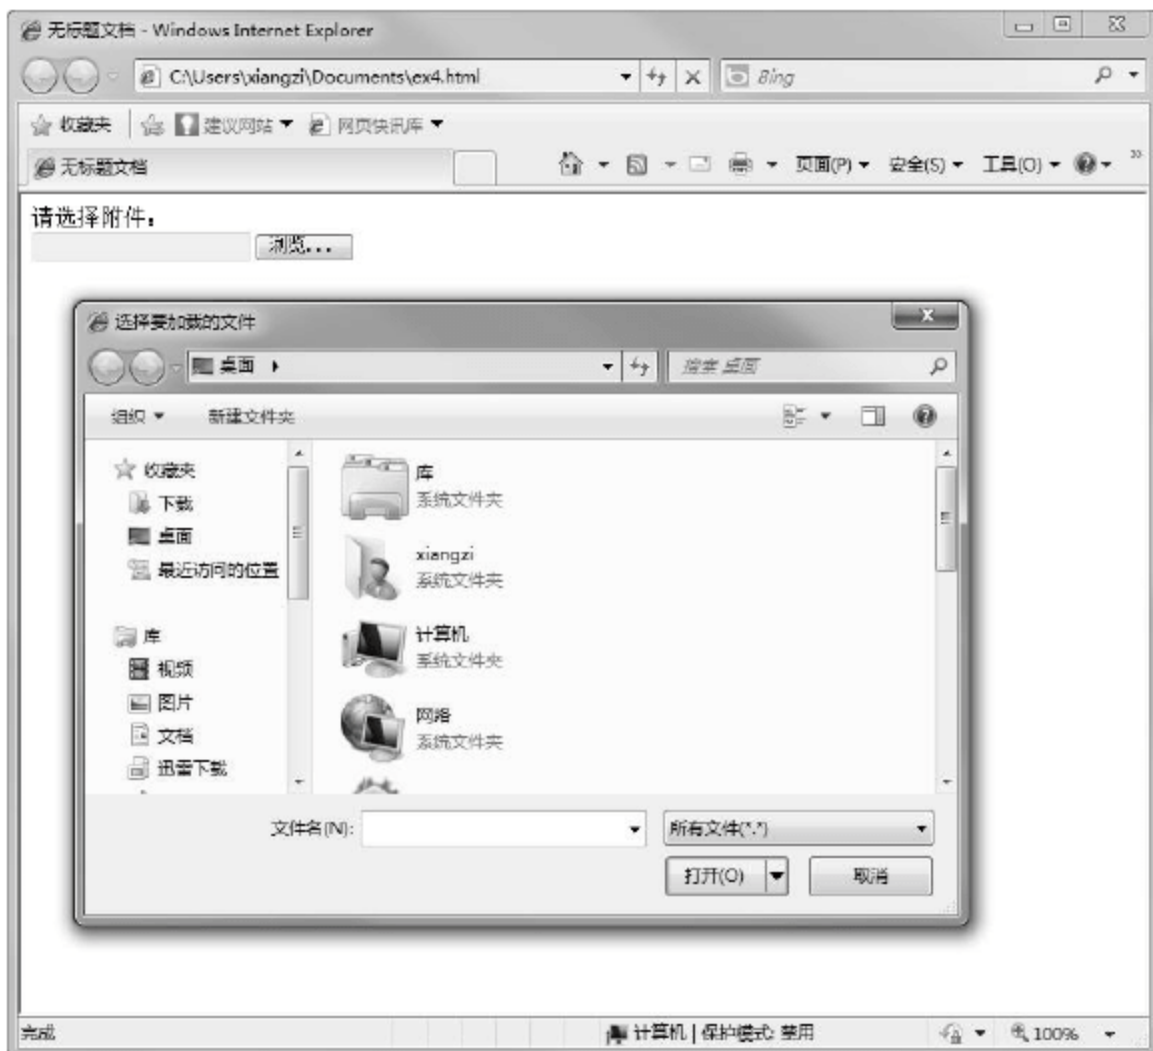 无标题文档 - Windows Internet Explorer
C:\Users\xiangzi\Documents\ex4.html
Bing
收藏夹
建议网站
网页快讯库
无标题文档
页面(P)
安全(S)
工具(O)
请选择附件：
浏览...
选择要加载的文件
桌面
搜索 桌面
组织
新建文件夹
收藏夹
下载
桌面
最近访问的位置
库
视频
图片
文档
迅雷下载
库
系统文件夹
xiangzi
系统文件夹
计算机
系统文件夹
网络
系统文件夹
文件名(N):
所有文件(*.*)
打开(O)
取消
完成
计算机 | 保护模式: 禁用
100%